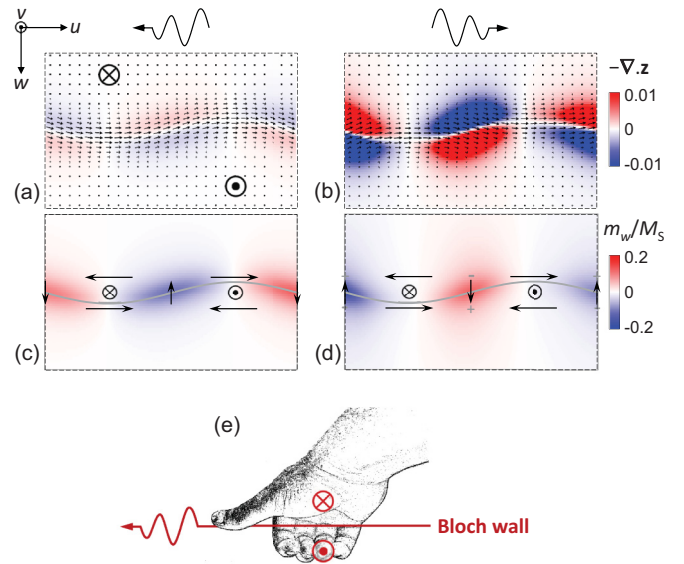 v
u
w
−∇.z
0.01
0
-0.01
(a)
(b)
m_w/M_S
0.2
0
-0.2
(c)
(d)
(e)
Bloch wall